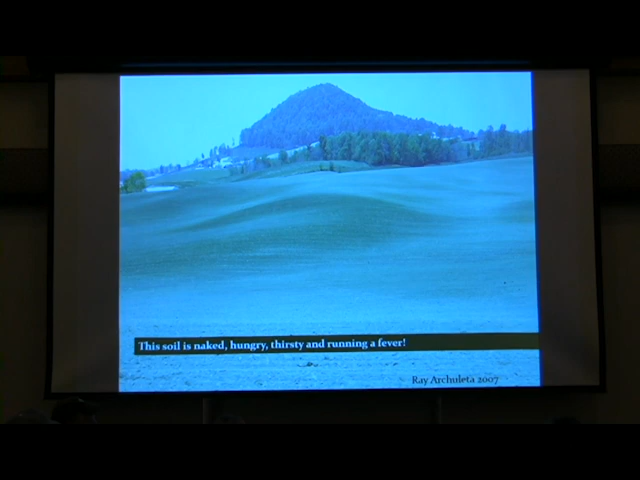 This soil is naked, hungry, thirsty and running a fever!
Ray Archuleta 2007